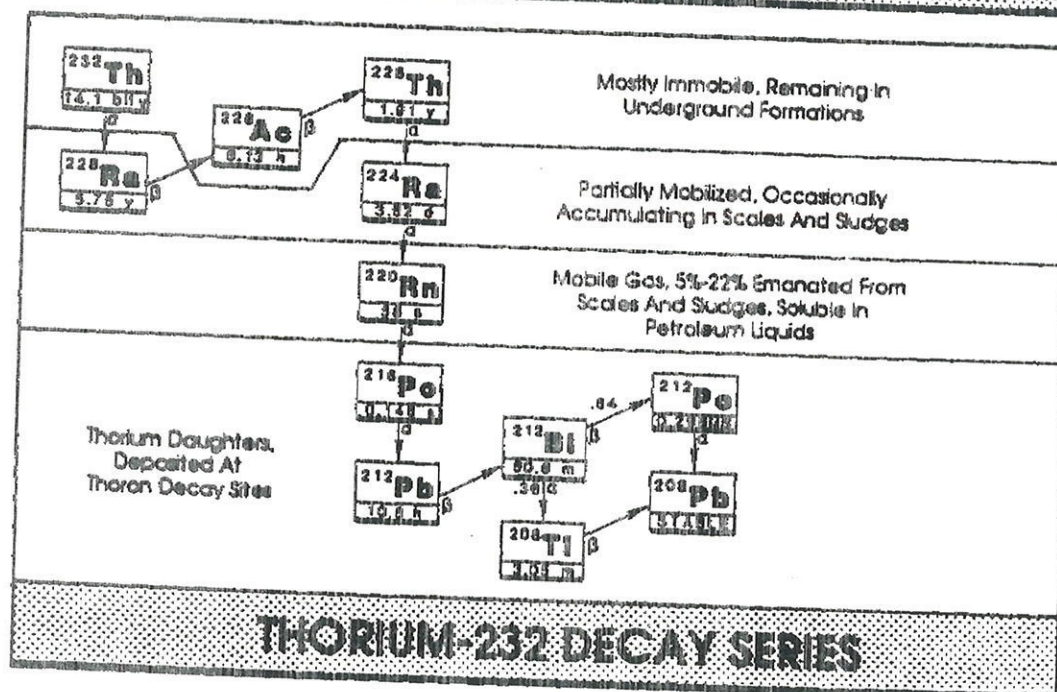 232Th
14.1 bil y
α
228Ra
5.75 y
β
228Ac
6.13 h
β
228Th
1.91 y
α
Mostly Immobile, Remaining In
Underground Formations
224Ra
3.62 d
α
Partially Mobilized, Occasionally
Accumulating In Scales And Sludges
220Rn
α
Mobile Gas, 5%-22% Emanated From
Scales And Sludges, Soluble In
Petroleum Liquids
Thorium Daughters,
Deposited At
Thoron Decay Sites
216Po
α
212Pb
10.6 h
β
212Bi
60.6 m
.64
β
.36 α
212Po
α
208Tl
β
208Pb
STABLE
THORIUM-232 DECAY SERIES